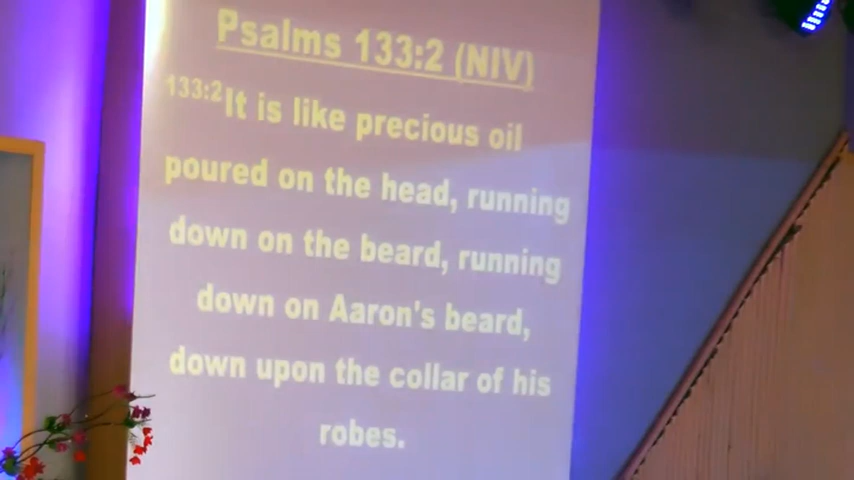 Psalms 133:2 (NIV)
133:2It is like precious oil
poured on the head, running
down on the beard, running
down on Aaron's beard,
down upon the collar of his
robes.